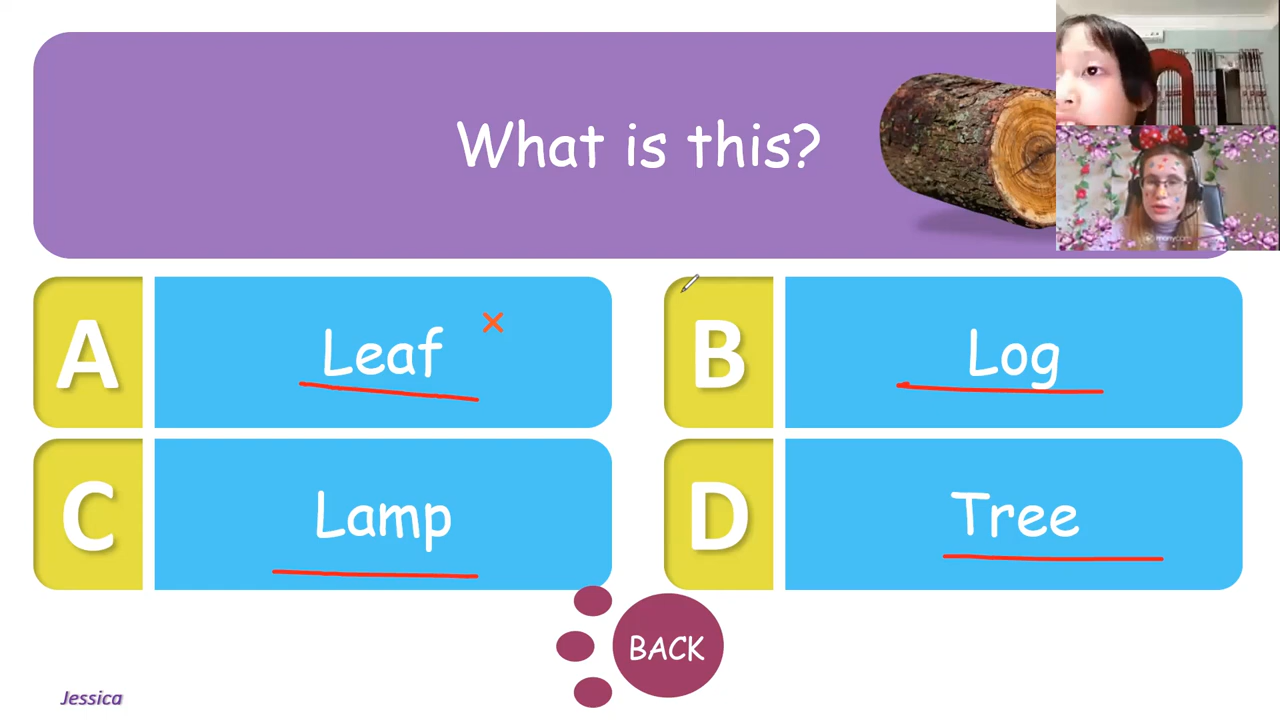 What is this?
A
Leaf
B
Log
C
Lamp
D
Tree
BACK
Jessica